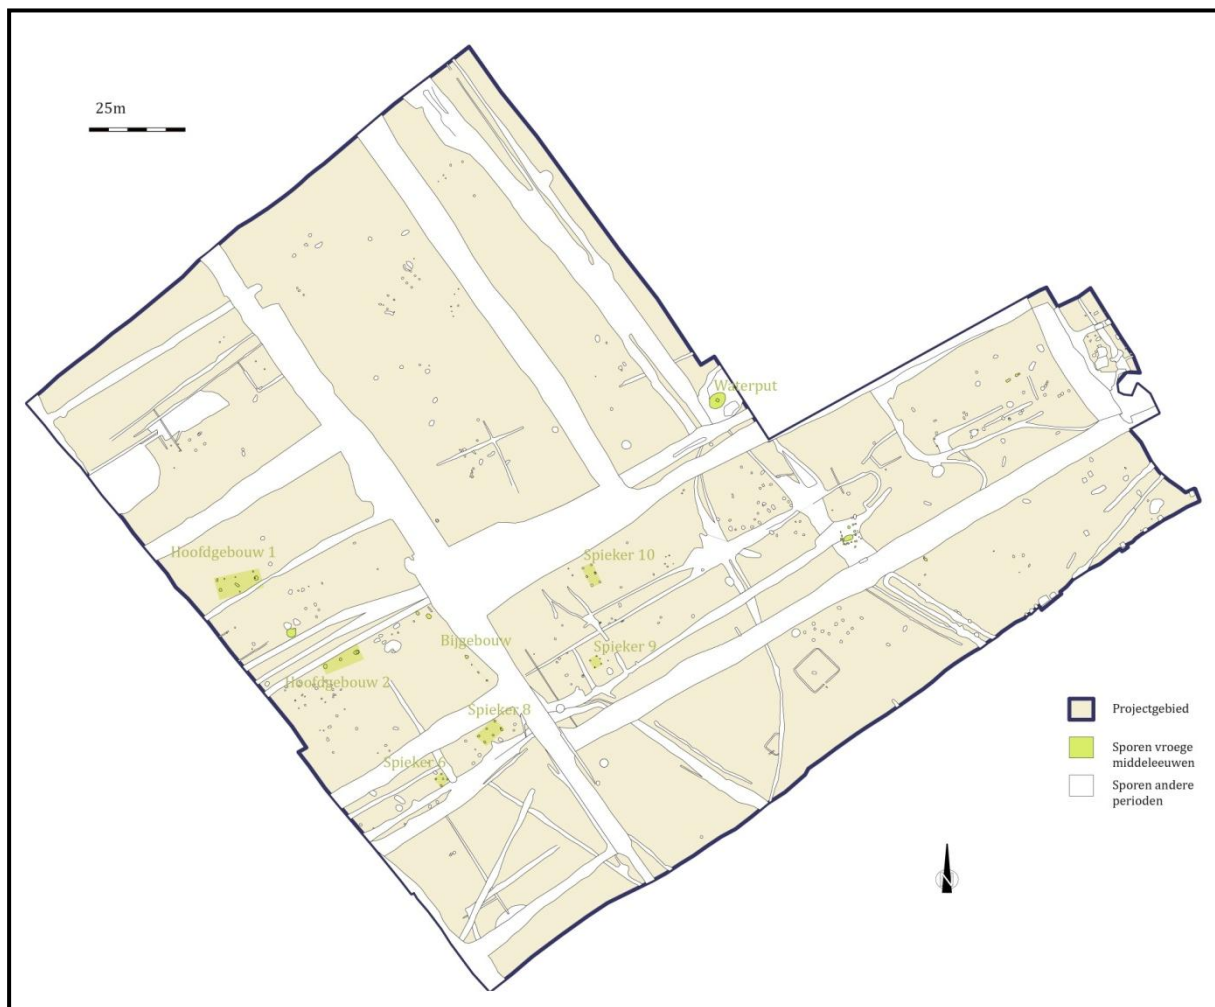 25m
Waterput
Hoofdgebouw 1
Spieker 10
Bijgebouw
Spieker 9
Hoofdgebouw 2
Spieker 8
Spieker 6
Projectgebied
Sporen vroege
middeleeuwen
Sporen andere
perioden
N